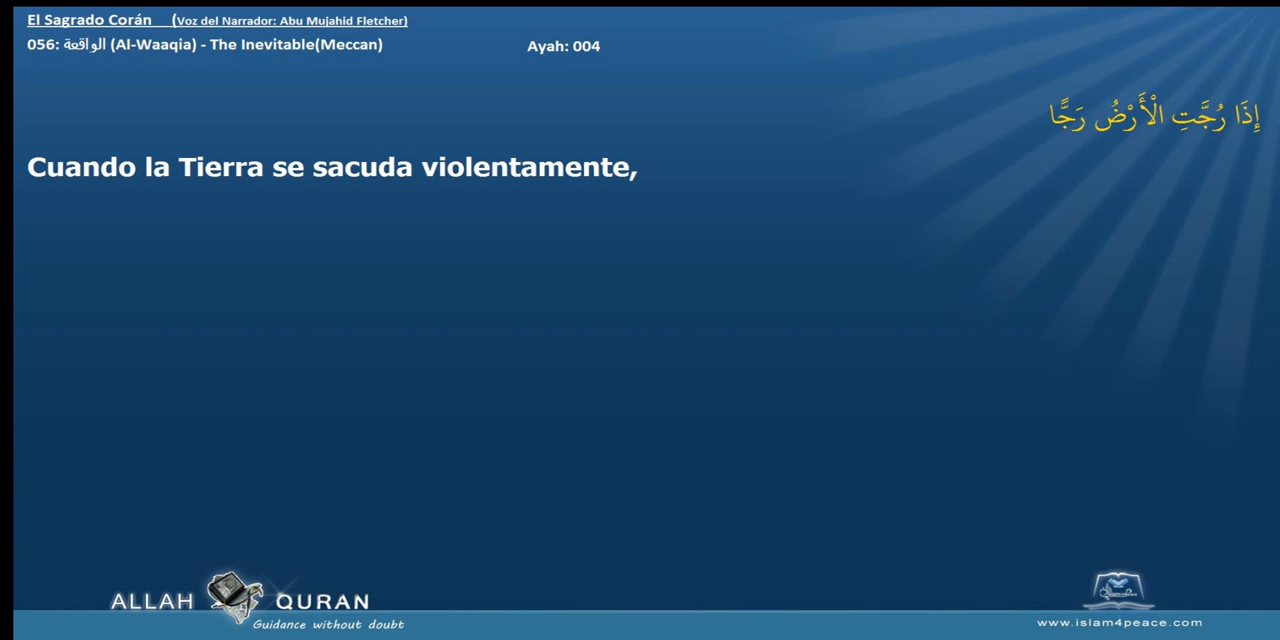 El Sagrado Corán (Voz del Narrador: Abu Mujahid Fletcher)
056: الواقعة (Al-Waaqia) - The Inevitable(Meccan) Ayah: 004
إِذَا رُجَّتِ الْأَرْضُ رَجًّا
Cuando la Tierra se sacuda violentamente,
ALLAH QURAN
Guidance without doubt
www.islam4peace.com